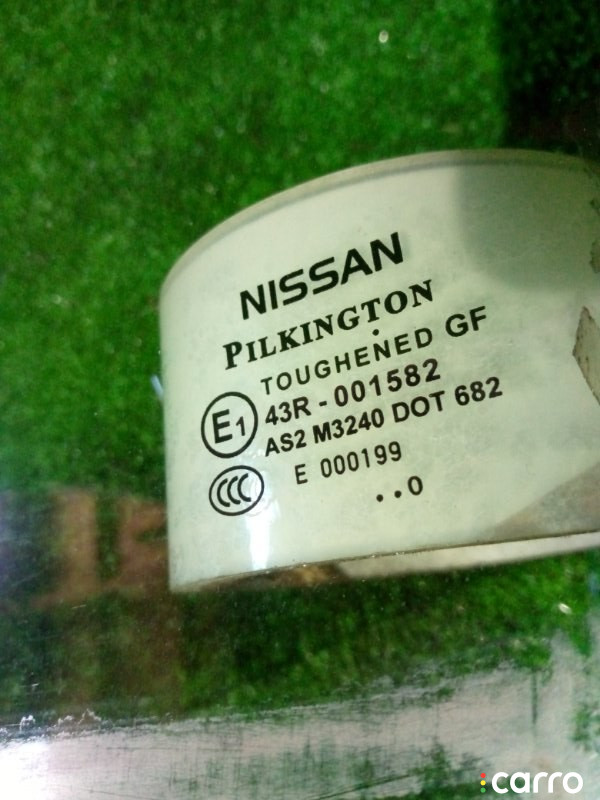 NISSAN
PILKINGTON
TOUGHENED GF
E1 43R - 001582
AS2 M3240 DOT 682
CCC E 000199
..0
carro